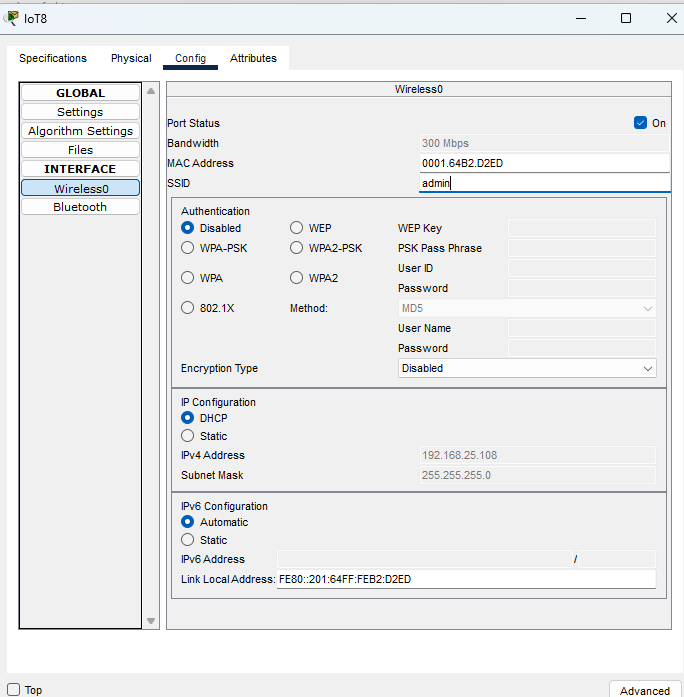 IoT8
Specifications Physical Config Attributes
GLOBAL
Settings
Algorithm Settings
Files
INTERFACE
Wireless0
Bluetooth
Wireless0
Port Status On
Bandwidth 300 Mbps
MAC Address 0001.64B2.D2ED
SSID admin
Authentication
Disabled WEP WEP Key
WPA-PSK WPA2-PSK PSK Pass Phrase
User ID
WPA WPA2
Password
802.1X Method: MD5
User Name
Password
Encryption Type Disabled
IP Configuration
DHCP
Static
IPv4 Address 192.168.25.108
Subnet Mask 255.255.255.0
IPv6 Configuration
Automatic
Static
IPv6 Address /
Link Local Address: FE80::201:64FF:FEB2:D2ED
Top Advanced